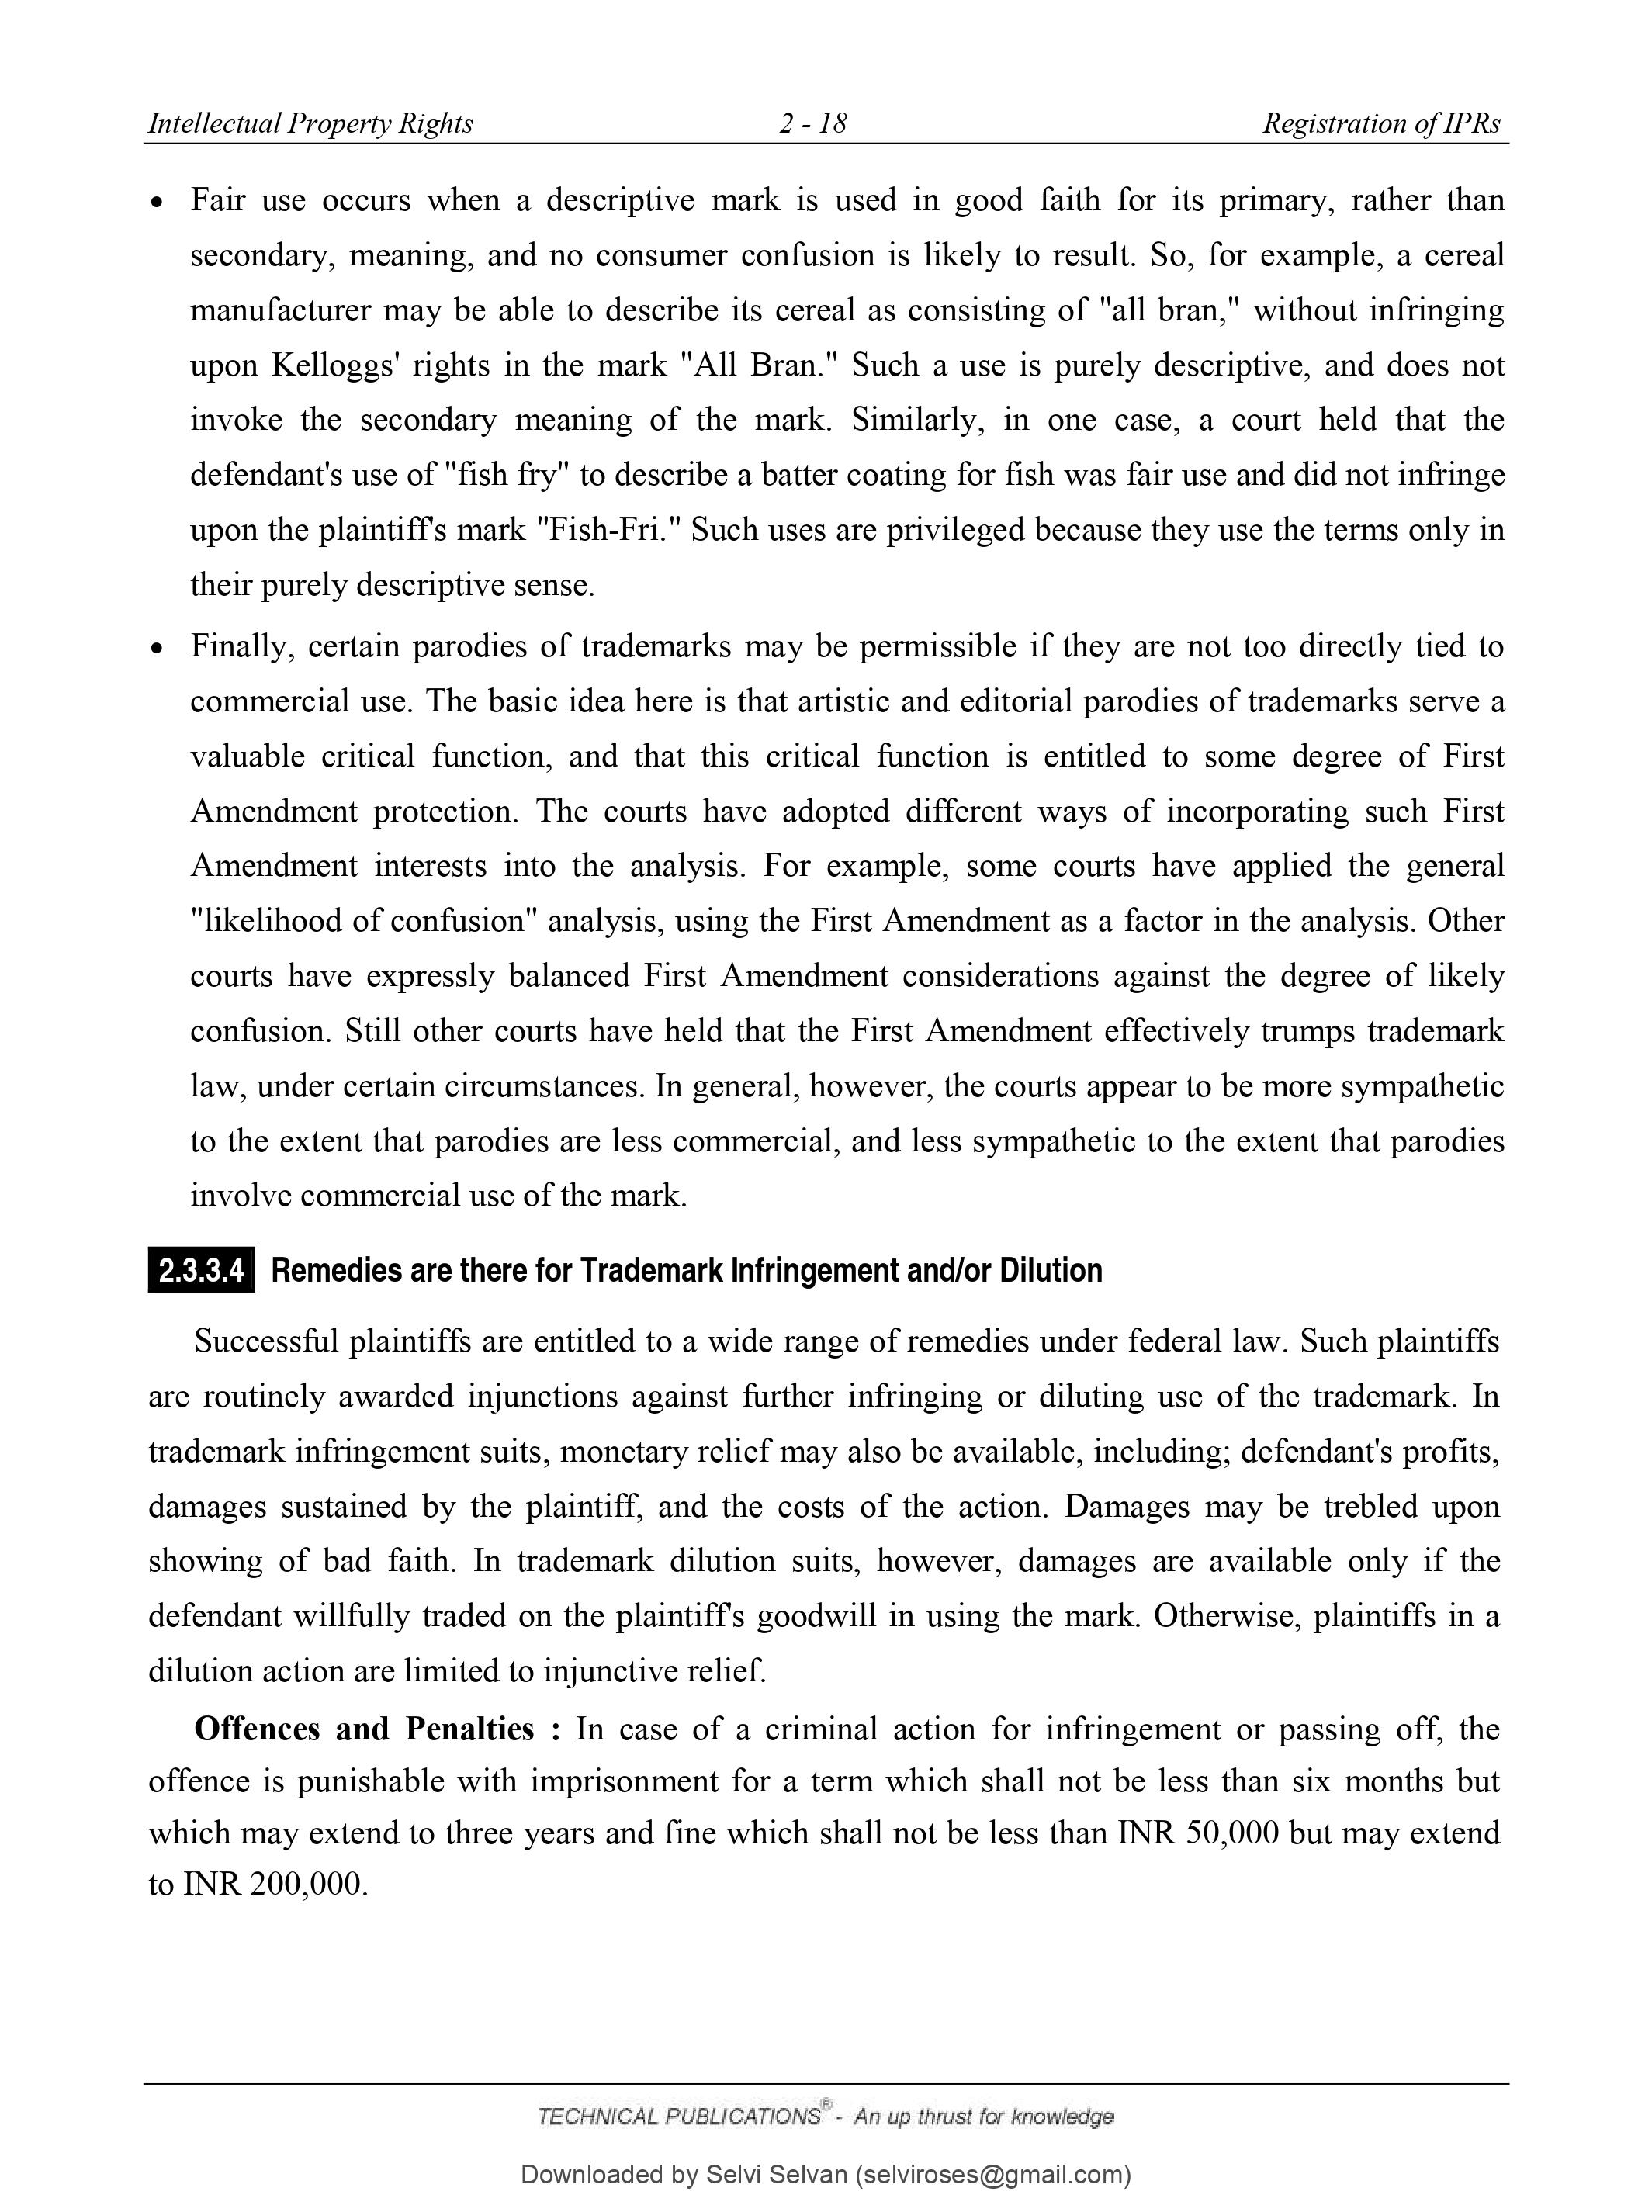 Intellectual Property Rights 2 - 18 Registration of IPRs
• Fair use occurs when a descriptive mark is used in good faith for its primary, rather than
secondary, meaning, and no consumer confusion is likely to result. So, for example, a cereal
manufacturer may be able to describe its cereal as consisting of "all bran," without infringing
upon Kelloggs' rights in the mark "All Bran." Such a use is purely descriptive, and does not
invoke the secondary meaning of the mark. Similarly, in one case, a court held that the
defendant's use of "fish fry" to describe a batter coating for fish was fair use and did not infringe
upon the plaintiff's mark "Fish-Fri." Such uses are privileged because they use the terms only in
their purely descriptive sense.
• Finally, certain parodies of trademarks may be permissible if they are not too directly tied to
commercial use. The basic idea here is that artistic and editorial parodies of trademarks serve a
valuable critical function, and that this critical function is entitled to some degree of First
Amendment protection. The courts have adopted different ways of incorporating such First
Amendment interests into the analysis. For example, some courts have applied the general
"likelihood of confusion" analysis, using the First Amendment as a factor in the analysis. Other
courts have expressly balanced First Amendment considerations against the degree of likely
confusion. Still other courts have held that the First Amendment effectively trumps trademark
law, under certain circumstances. In general, however, the courts appear to be more sympathetic
to the extent that parodies are less commercial, and less sympathetic to the extent that parodies
involve commercial use of the mark.
2.3.3.4 Remedies are there for Trademark Infringement and/or Dilution
Successful plaintiffs are entitled to a wide range of remedies under federal law. Such plaintiffs
are routinely awarded injunctions against further infringing or diluting use of the trademark. In
trademark infringement suits, monetary relief may also be available, including; defendant's profits,
damages sustained by the plaintiff, and the costs of the action. Damages may be trebled upon
showing of bad faith. In trademark dilution suits, however, damages are available only if the
defendant willfully traded on the plaintiff's goodwill in using the mark. Otherwise, plaintiffs in a
dilution action are limited to injunctive relief.
Offences and Penalties : In case of a criminal action for infringement or passing off, the
offence is punishable with imprisonment for a term which shall not be less than six months but
which may extend to three years and fine which shall not be less than INR 50,000 but may extend
to INR 200,000.
TECHNICAL PUBLICATIONS® - An up thrust for knowledge
Downloaded by Selvi Selvan (selviroses@gmail.com)